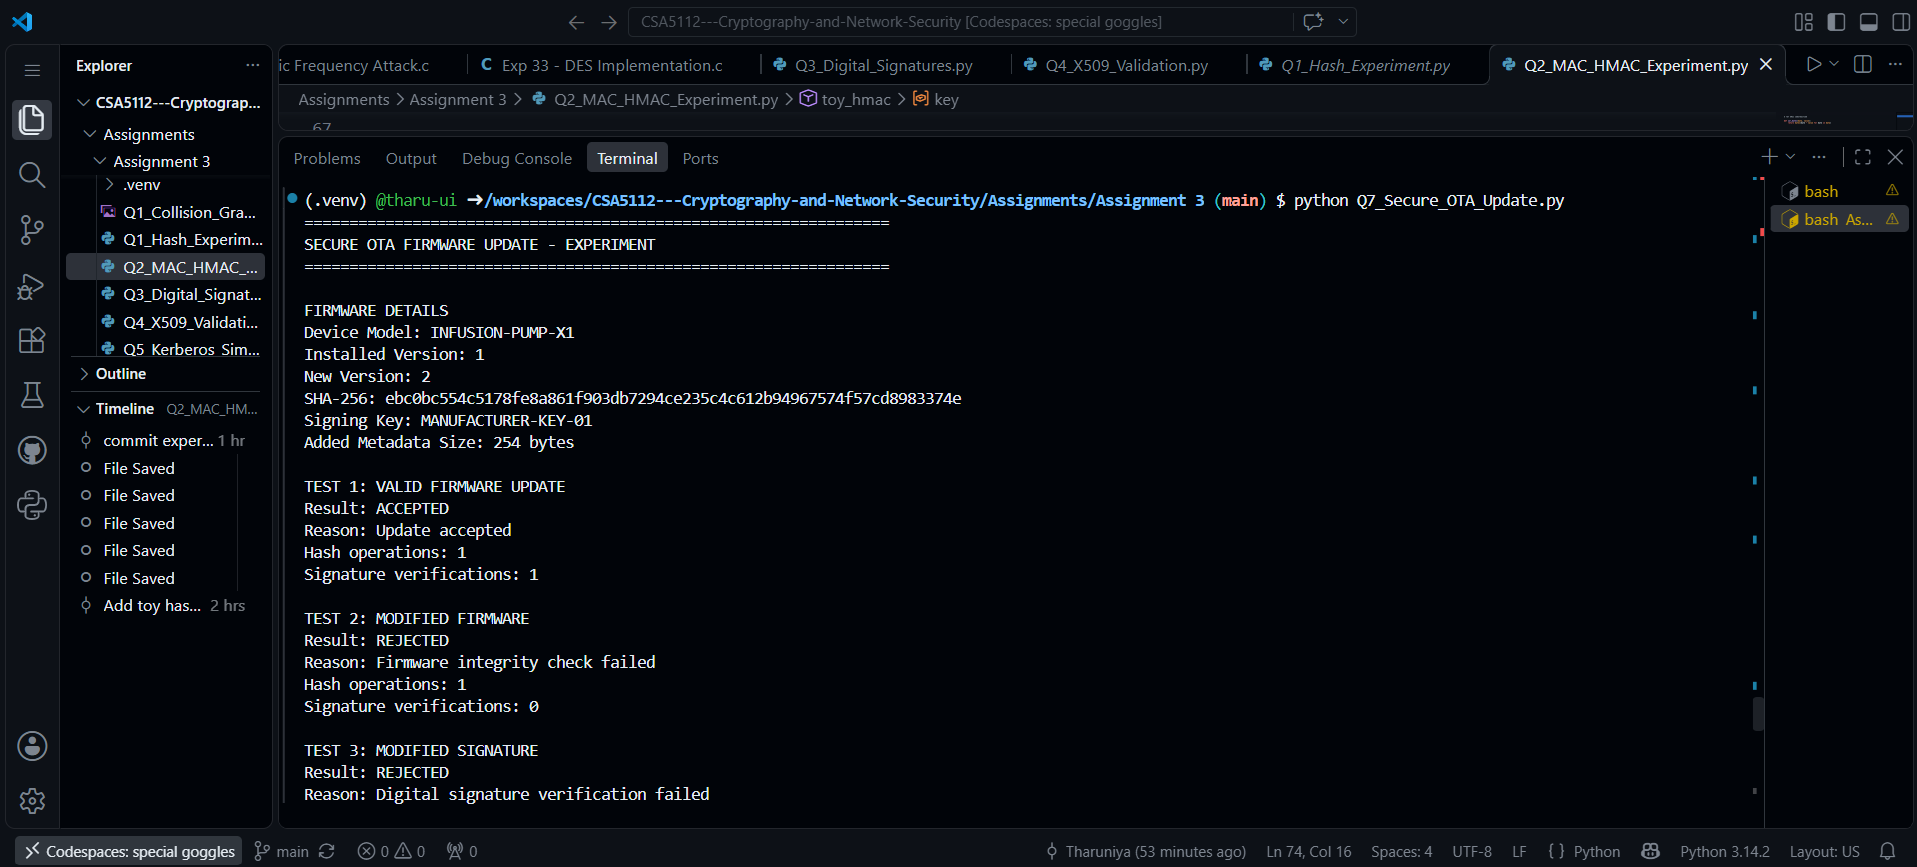 CSA5112---Cryptography-and-Network-Security [Codespaces: special goggles]
Explorer
CSA5112---Cryptograp...
Assignments
Assignment 3
.venv
Q1_Collision_Gra...
Q1_Hash_Experim...
Q2_MAC_HMAC_...
Q3_Digital_Signat...
Q4_X509_Validati...
Q5_Kerberos_Sim...
Outline
Timeline Q2_MAC_HM...
commit exper... 1 hr
File Saved
File Saved
File Saved
File Saved
File Saved
Add toy has... 2 hrs
ic Frequency Attack.c
C Exp 33 - DES Implementation.c
Q3_Digital_Signatures.py
Q4_X509_Validation.py
Q1_Hash_Experiment.py
Q2_MAC_HMAC_Experiment.py
Assignments > Assignment 3 > Q2_MAC_HMAC_Experiment.py > toy_hmac > key
67
Problems Output Debug Console Terminal Ports
bash
bash As...
(.venv) @tharu-ui ➜/workspaces/CSA5112---Cryptography-and-Network-Security/Assignments/Assignment 3 (main) $ python Q7_Secure_OTA_Update.py
=================================================================
SECURE OTA FIRMWARE UPDATE - EXPERIMENT
=================================================================
FIRMWARE DETAILS
Device Model: INFUSION-PUMP-X1
Installed Version: 1
New Version: 2
SHA-256: ebc0bc554c5178fe8a861f903db7294ce235c4c612b94967574f57cd8983374e
Signing Key: MANUFACTURER-KEY-01
Added Metadata Size: 254 bytes
TEST 1: VALID FIRMWARE UPDATE
Result: ACCEPTED
Reason: Update accepted
Hash operations: 1
Signature verifications: 1
TEST 2: MODIFIED FIRMWARE
Result: REJECTED
Reason: Firmware integrity check failed
Hash operations: 1
Signature verifications: 0
TEST 3: MODIFIED SIGNATURE
Result: REJECTED
Reason: Digital signature verification failed
Codespaces: special goggles main 0 0 0 Tharuniya (53 minutes ago) Ln 74, Col 16 Spaces: 4 UTF-8 LF { } Python Python 3.14.2 Layout: US